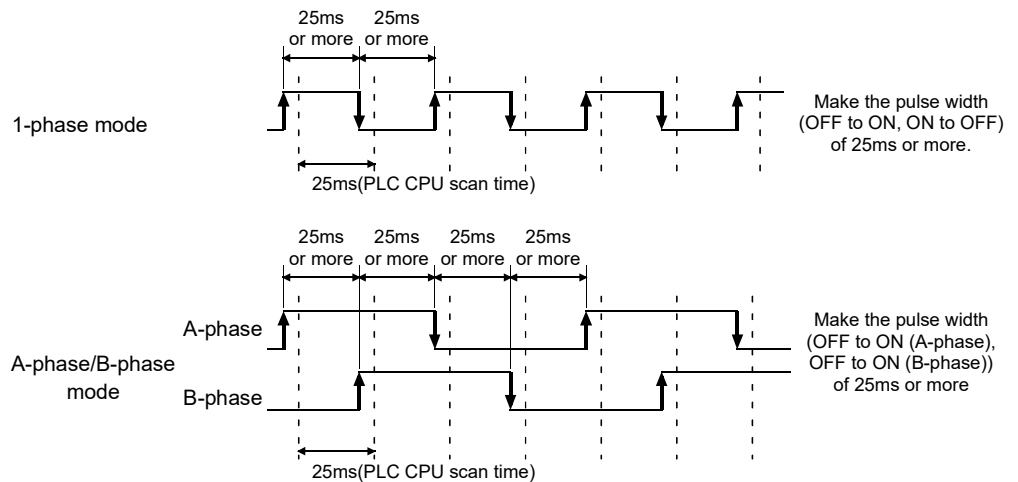 25ms 25ms
or more or more
1-phase mode
Make the pulse width
(OFF to ON, ON to OFF)
of 25ms or more.
25ms(PLC CPU scan time)
25ms 25ms 25ms 25ms
or more or more or more or more
A-phase
A-phase/B-phase
mode
B-phase
Make the pulse width
(OFF to ON (A-phase),
OFF to ON (B-phase))
of 25ms or more
25ms(PLC CPU scan time)